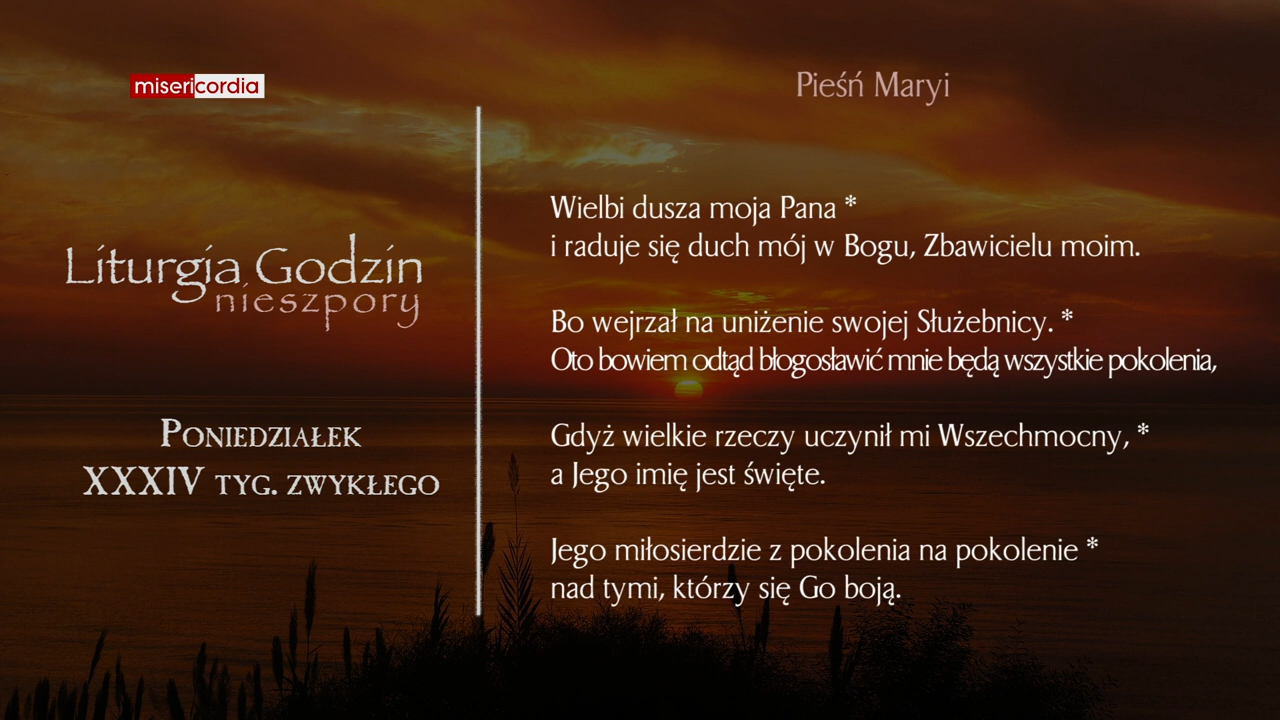 misericordia
Liturgia Godzin
nieszpory
Poniedziałek
XXXIV tyg. zwykłego
Pieśń Maryi
Wielbi dusza moja Pana *
i raduje się duch mój w Bogu, Zbawicielu moim.
Bo wejrzał na uniżenie swojej Służebnicy. *
Oto bowiem odtąd błogosławić mnie będą wszystkie pokolenia,
Gdyż wielkie rzeczy uczynił mi Wszechmocny, *
a Jego imię jest święte.
Jego miłosierdzie z pokolenia na pokolenie *
nad tymi, którzy się Go boją.